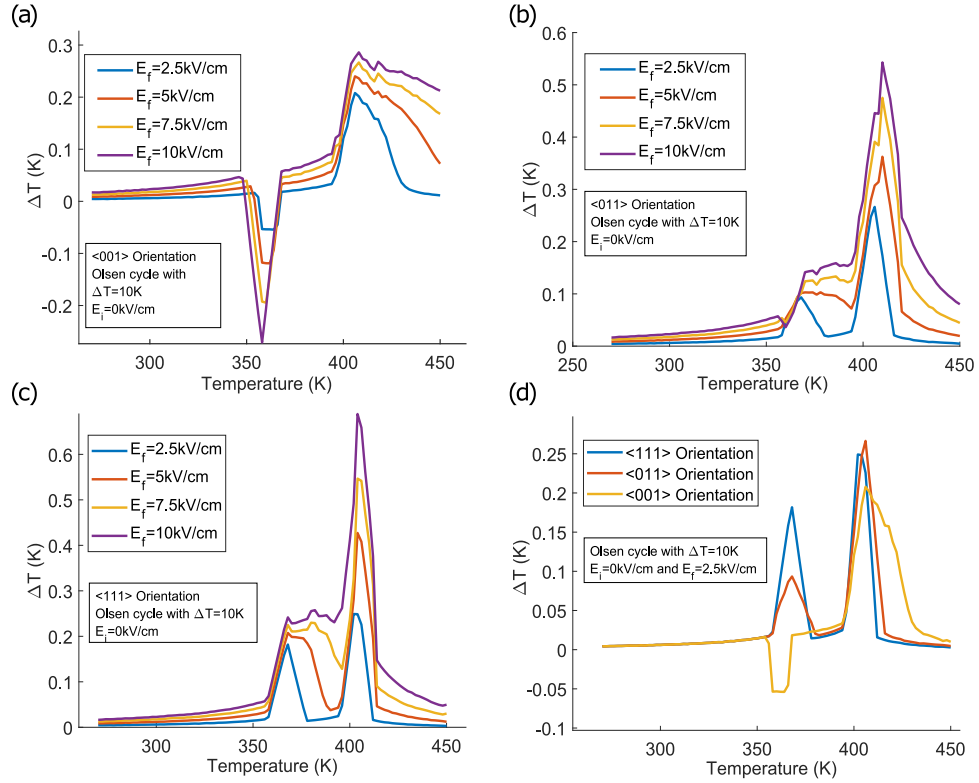 (a)
0.3
0.2
0.1
0
-0.1
-0.2
ΔT (K)
E_f=2.5kV/cm
E_f=5kV/cm
E_f=7.5kV/cm
E_f=10kV/cm
<001> Orientation
Olsen cycle with
ΔT=10K
E_i=0kV/cm
300
350
400
450
Temperature (K)
(b)
0.6
0.5
0.4
0.3
0.2
0.1
0
ΔT (K)
E_f=2.5kV/cm
E_f=5kV/cm
E_f=7.5kV/cm
E_f=10kV/cm
<011> Orientation
Olsen cycle with ΔT=10K
E_i=0kV/cm
250
300
350
400
450
Temperature (K)
(c)
0.6
0.4
0.2
0.1
0
ΔT (K)
E_f=2.5kV/cm
E_f=5kV/cm
E_f=7.5kV/cm
E_f=10kV/cm
<111> Orientation
Olsen cycle with ΔT=10K
E_i=0kV/cm
300
350
400
450
Temperature (K)
(d)
0.25
0.2
0.15
0.1
0.05
0
-0.05
-0.1
ΔT (K)
<111> Orientation
<011> Orientation
<001> Orientation
Olsen cycle with ΔT=10K
E_i=0kV/cm and E_f=2.5kV/cm
300
350
400
450
Temperature (K)